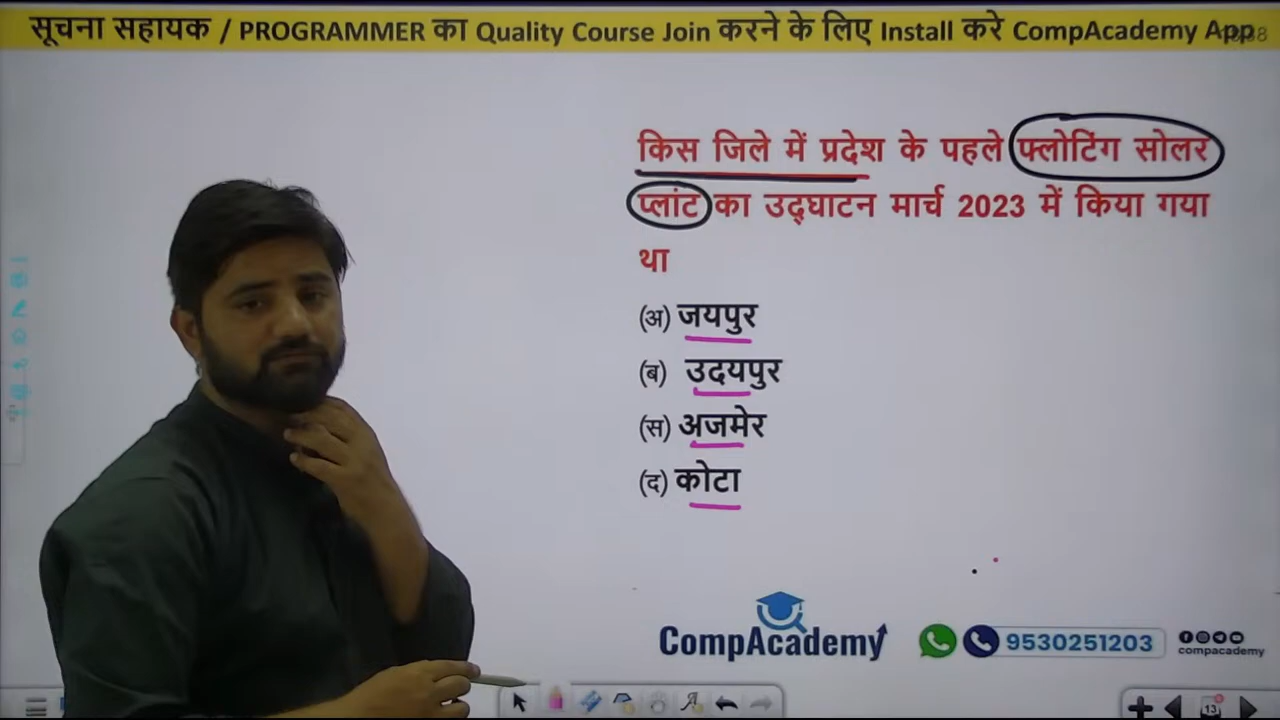 सूचना सहायक / PROGRAMMER का Quality Course Join करने के लिए Install करे CompAcademy App
किस जिले में प्रदेश के पहले फ्लोटिंग सोलर
प्लांट का उद्घाटन मार्च 2023 में किया गया
था
(अ) जयपुर
(ब) उदयपुर
(स) अजमेर
(द) कोटा
CompAcademy
9530251203
compacademy
13